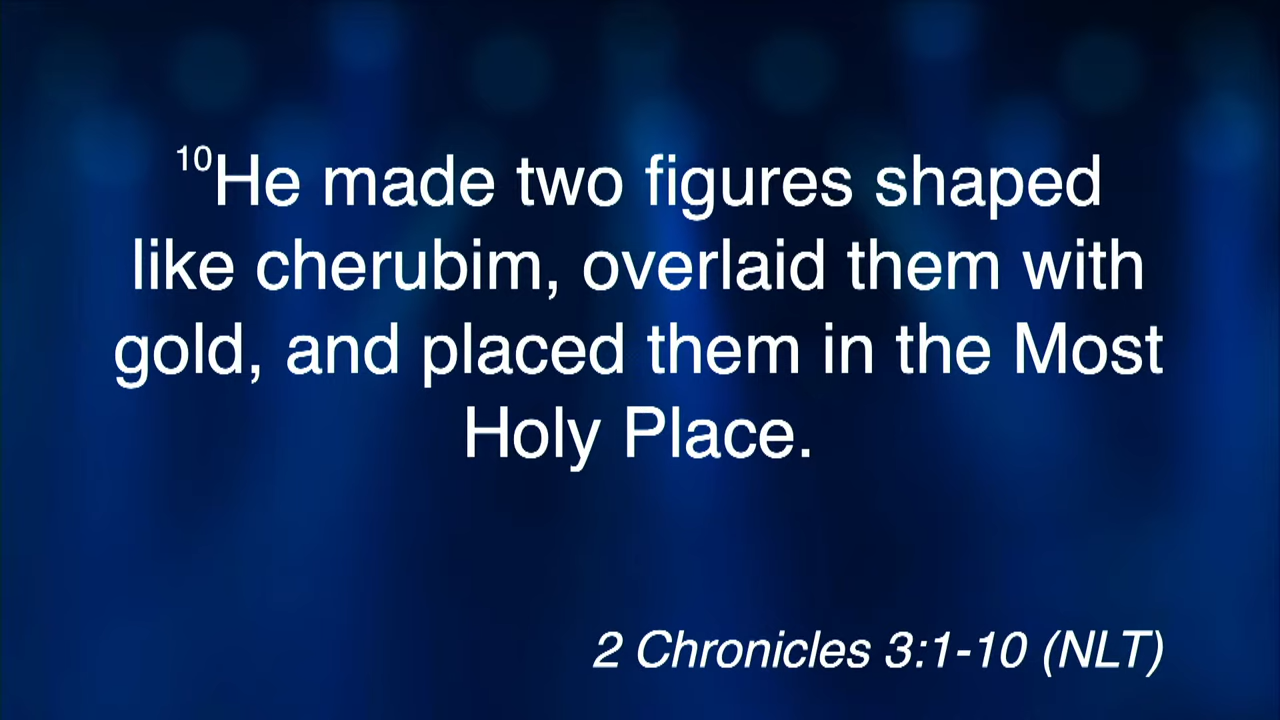 10He made two figures shaped
like cherubim, overlaid them with
gold, and placed them in the Most
Holy Place.
2 Chronicles 3:1-10 (NLT)